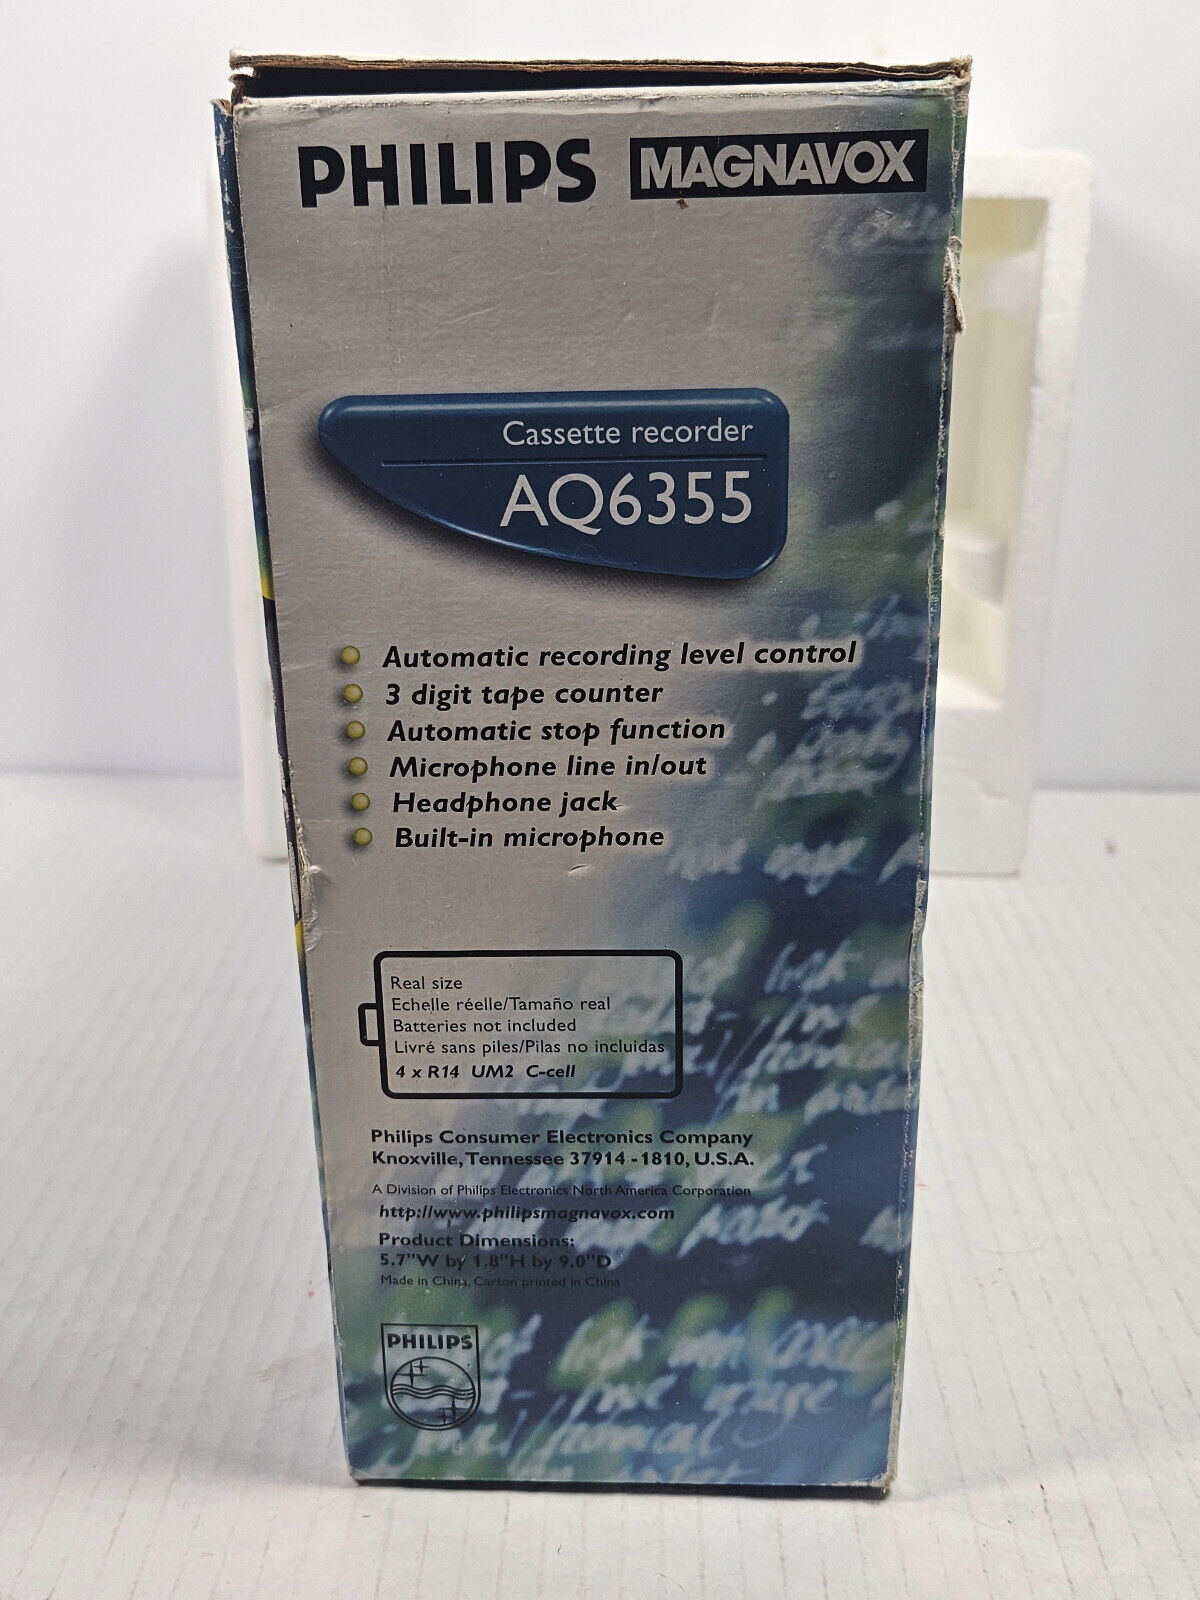 PHILIPS MAGNAVOX
Cassette recorder
AQ6355
Automatic recording level control
3 digit tape counter
Automatic stop function
Microphone line in/out
Headphone jack
Built-in microphone
Real size
Echelle réelle/Tamaño real
Batteries not included
Livré sans piles/Pilas no incluidas
4 x R14 UM2 C-cell
Philips Consumer Electronics Company
Knoxville, Tennessee 37914 - 1810, U.S.A.
A Division of Philips Electronics North America Corporation
http://www.philipsmagnavox.com
Product Dimensions:
5.7"W by 1.8"H by 9.0"D
Made in China, Carton printed in China
PHILIPS